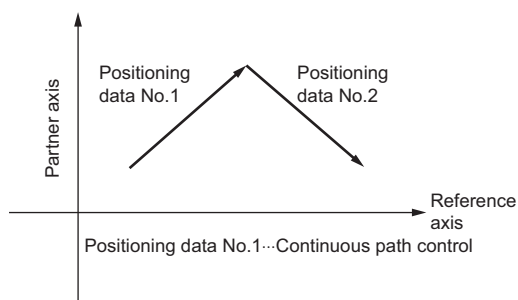 Positioning
data No.1
Positioning
data No.2
Partner axis
Reference
axis
Positioning data No.1···Continuous path control